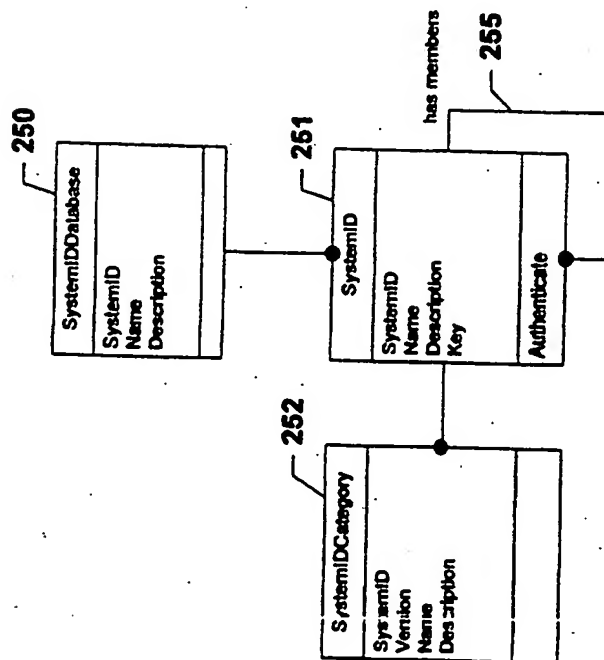 250
SystemIDDatabase
SystemID
Name
Description
251
SystemID
SystemID
Name
Description
Key
Authenticate
has members
255
252
SystemIDCategory
SystemID
Version
Name
Description